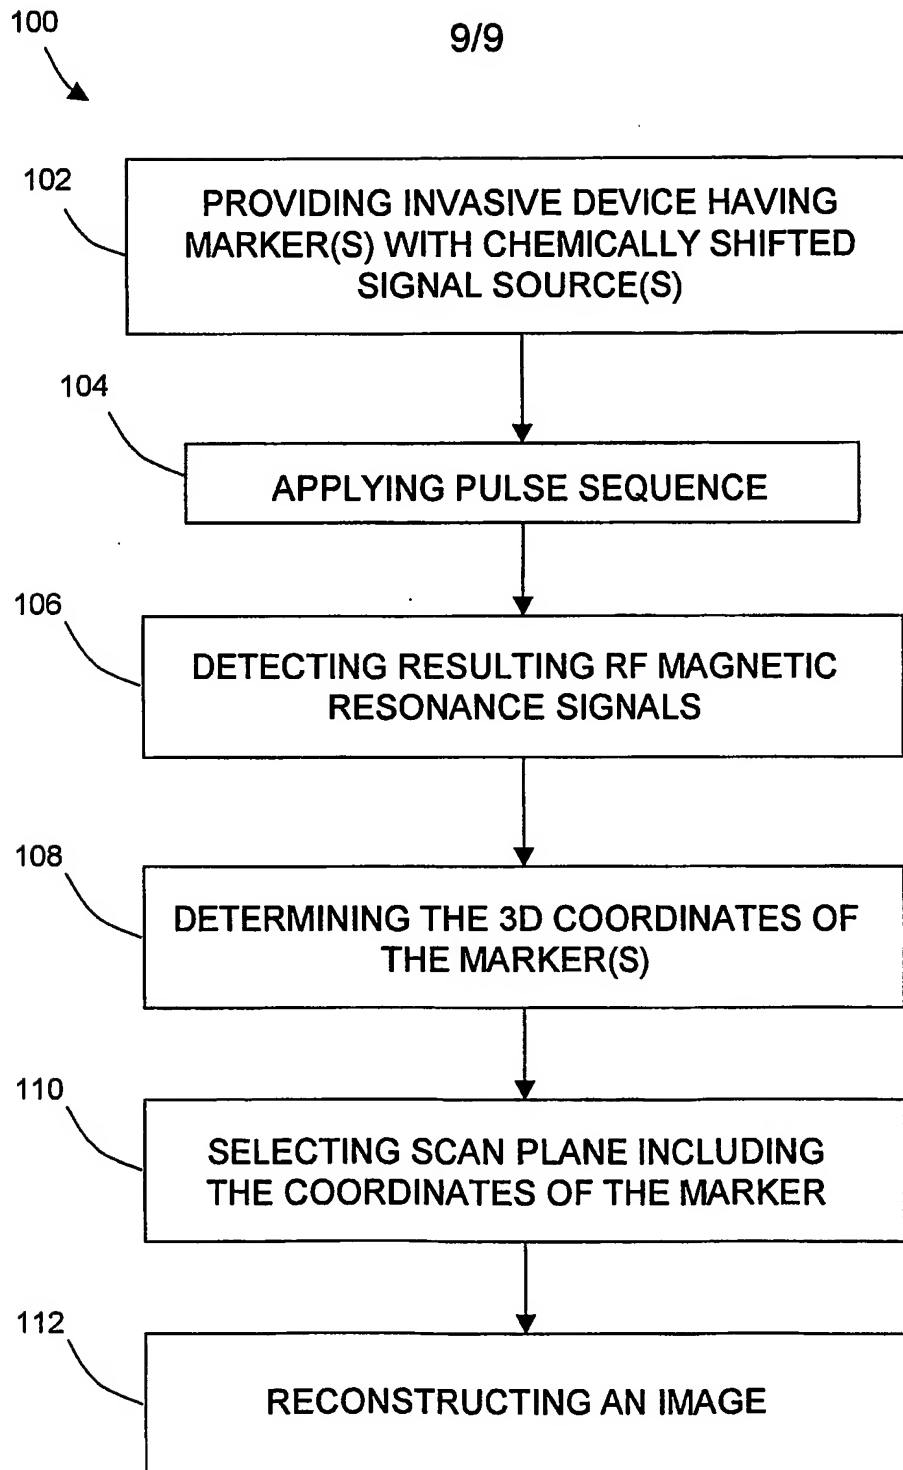 100
9/9
102
PROVIDING INVASIVE DEVICE HAVING
MARKER(S) WITH CHEMICALLY SHIFTED
SIGNAL SOURCE(S)
104
APPLYING PULSE SEQUENCE
106
DETECTING RESULTING RF MAGNETIC
RESONANCE SIGNALS
108
DETERMINING THE 3D COORDINATES OF
THE MARKER(S)
110
SELECTING SCAN PLANE INCLUDING
THE COORDINATES OF THE MARKER
112
RECONSTRUCTING AN IMAGE